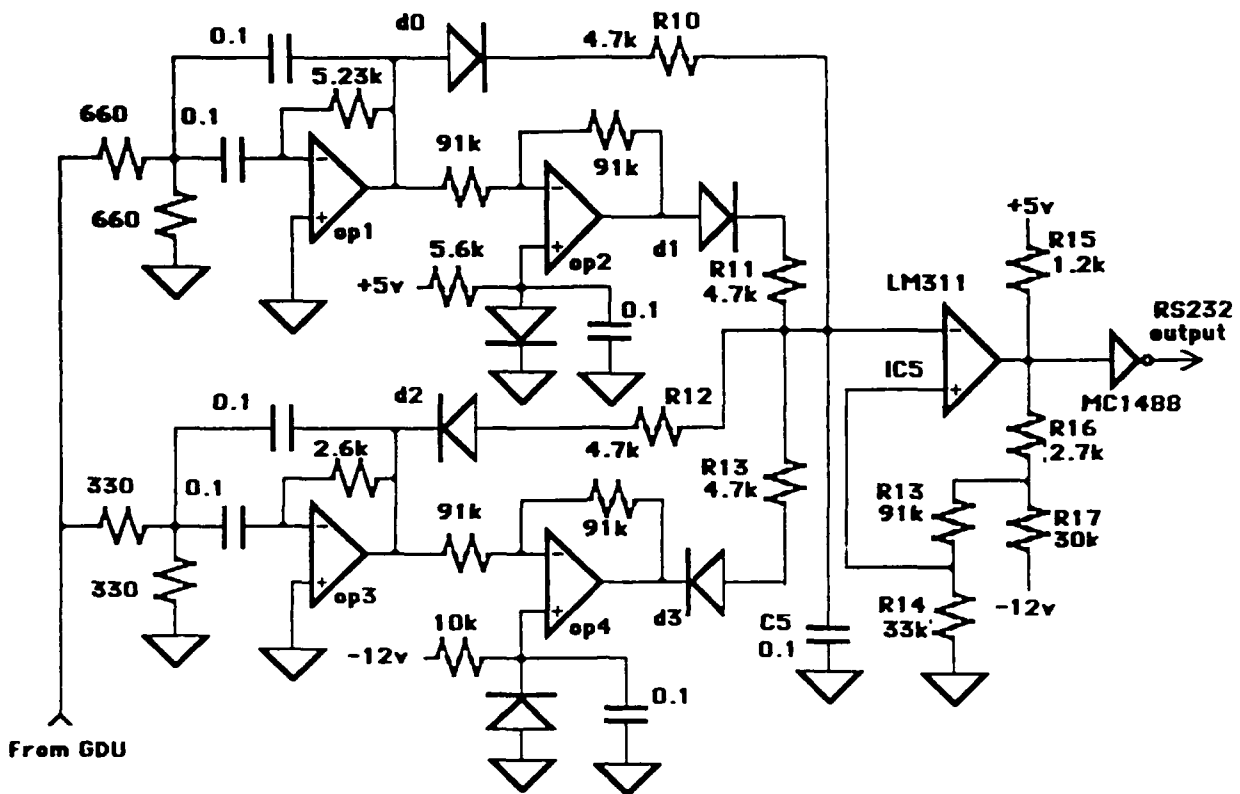 d0
R10
0.1
4.7k
5.23k
660
0.1
91k
91k
660
op1
op2
d1
5.6k
+5v
0.1
R11
4.7k
+5v
R15
1.2k
LM311
RS232
output
IC5
MC1488
0.1
d2
R12
4.7k
2.6k
330
0.1
91k
91k
330
op3
op4
d3
R13
4.7k
10k
-12v
0.1
C5
0.1
R16
2.7k
R13
91k
R17
30k
R14
33k
-12v
From GDU